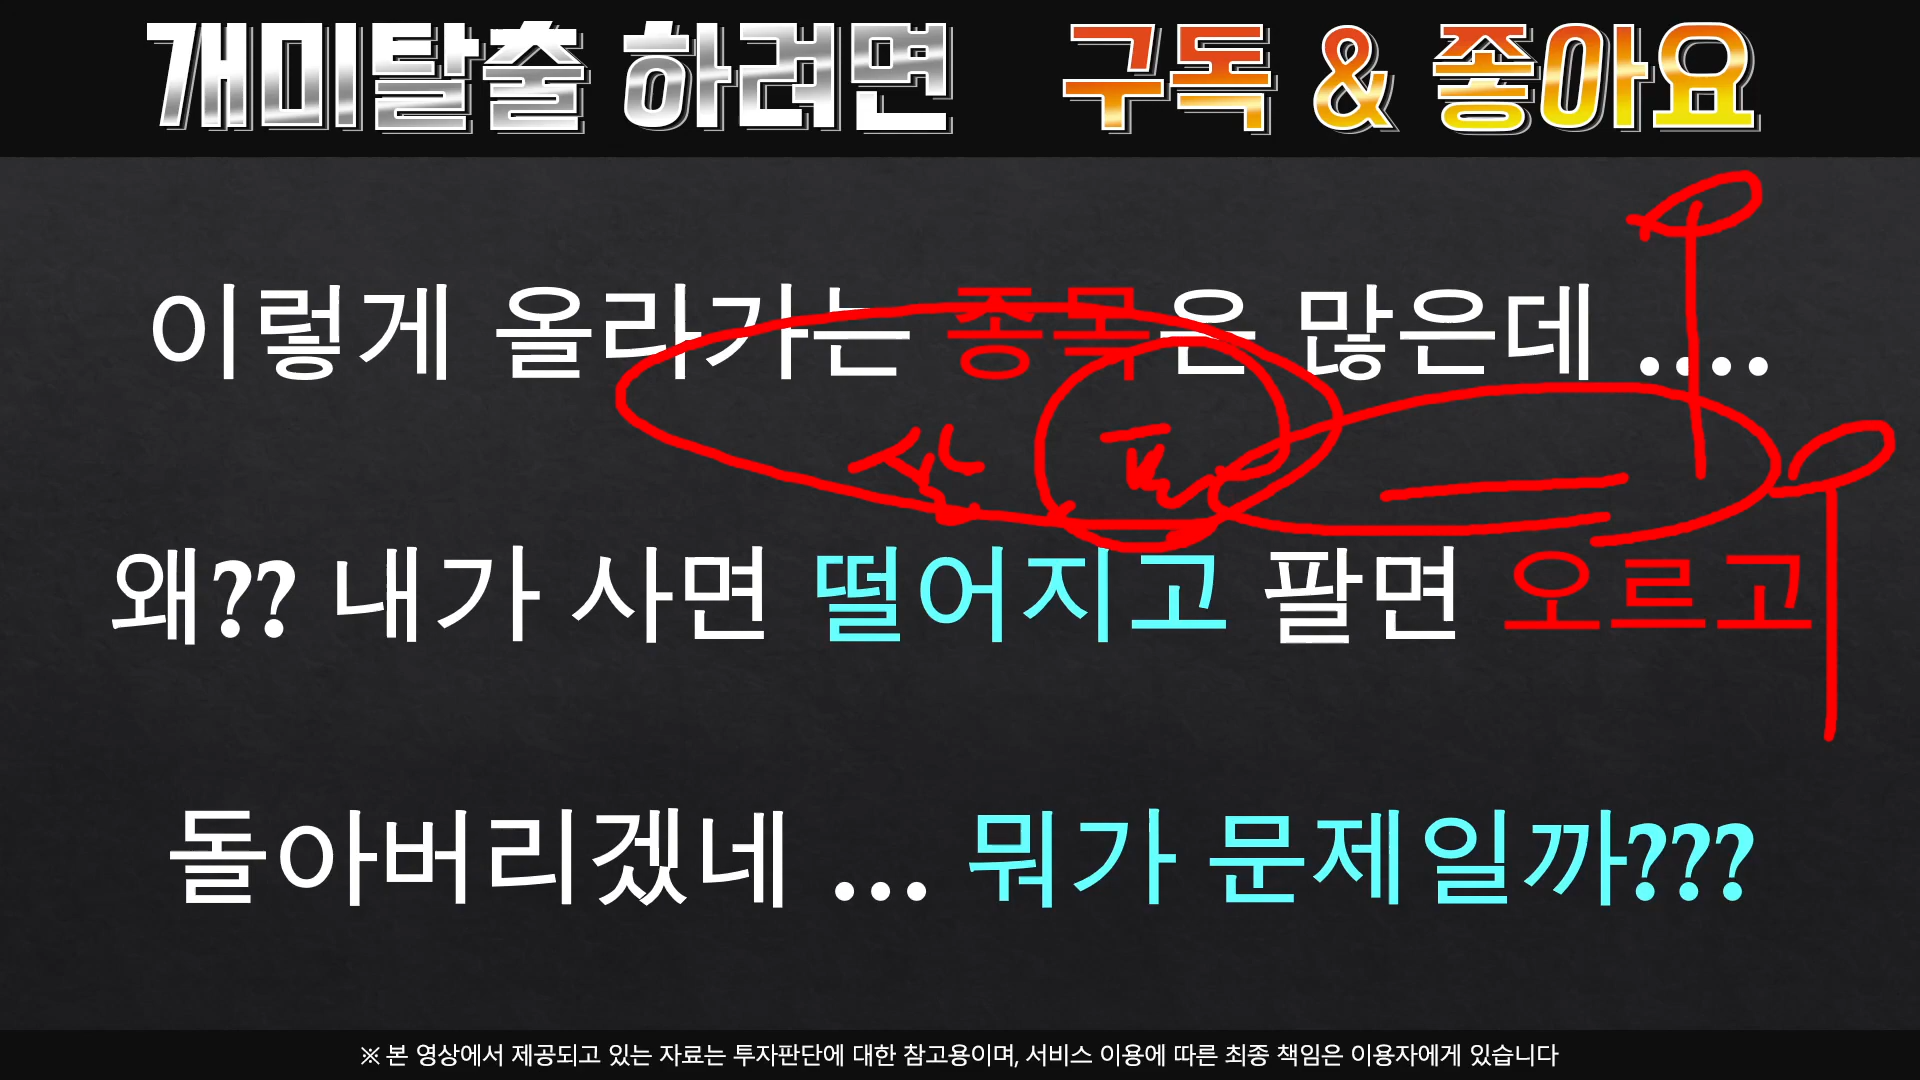 개미탈출 하려면 구독 & 좋아요
이렇게 올라가는 종목은 많은데 ....
왜?? 내가 사면 떨어지고 팔면 오르고
돌아버리겠네 ... 뭐가 문제일까???
※ 본 영상에서 제공되고 있는 자료는 투자판단에 대한 참고용이며, 서비스 이용에 따른 최종 책임은 이용자에게 있습니다